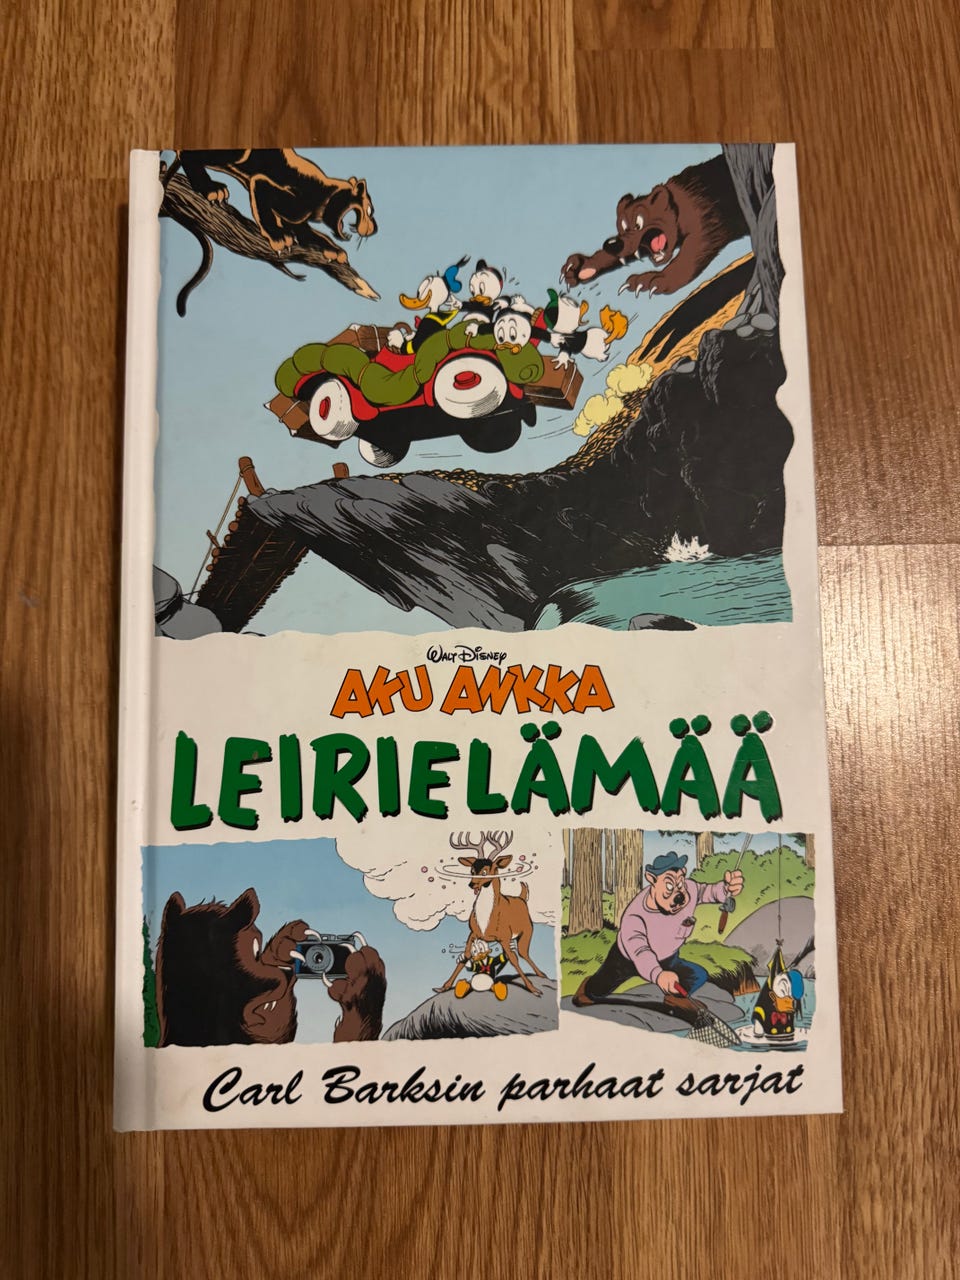 Walt Disney
AKU ANKKA
LEIRIELÄMÄÄ
Carl Barksin parhaat sarjat